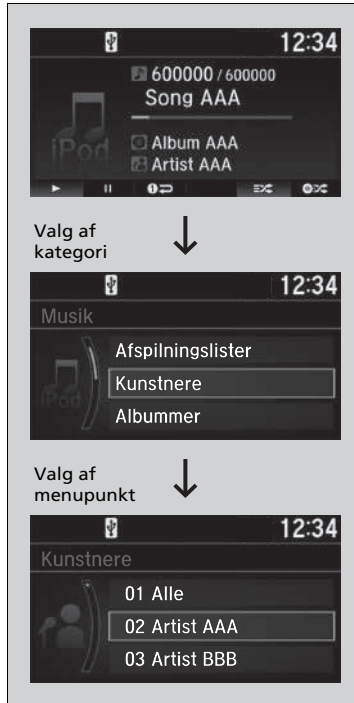 12:34
600000 / 600000
Song AAA
iPod
Album AAA
Artist AAA
Valg af
kategori
12:34
Musik
Afspilningslister
iPod
Kunstnere
Albummer
Valg af
menupunkt
12:34
Kunstnere
01 Alle
02 Artist AAA
03 Artist BBB